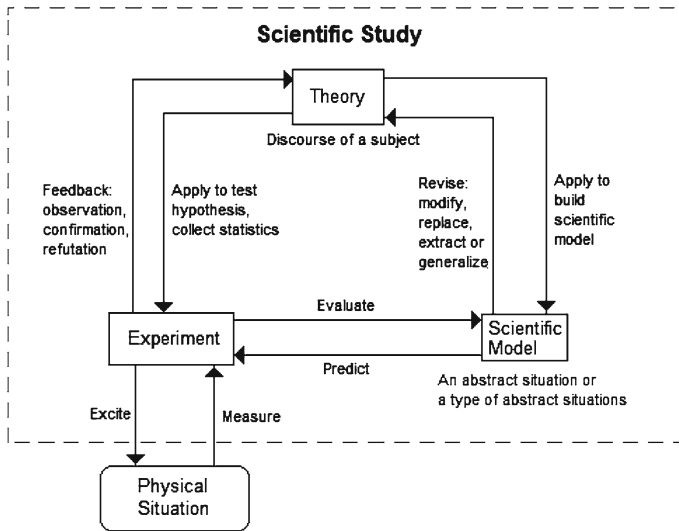 Scientific Study
Theory
Discourse of a subject
Feedback:
observation,
confirmation,
refutation
Apply to test
hypothesis,
collect statistics
Revise:
modify,
replace,
extract or
generalize
Apply to
build
scientific
model
Evaluate
Experiment
Scientific
Model
Predict
An abstract situation or
a type of abstract situations
Excite
Measure
Physical
Situation